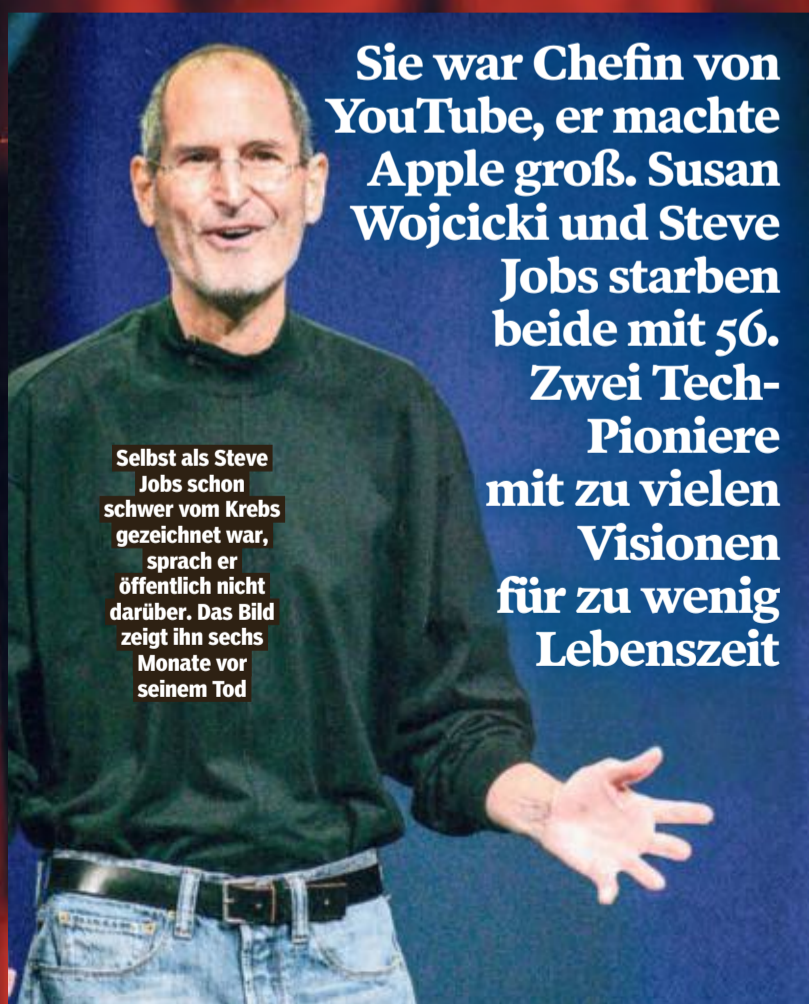 Sie war Chefin von
YouTube, er machte
Apple groß. Susan
Wojcicki und Steve
Jobs starben
beide mit 56.
Zwei Tech-
Pioniere
mit zu vielen
Visionen
für zu wenig
Lebenszeit
Selbst als Steve
Jobs schon
schwer vom Krebs
gezeichnet war,
sprach er
öffentlich nicht
darüber. Das Bild
zeigt ihn sechs
Monate vor
seinem Tod